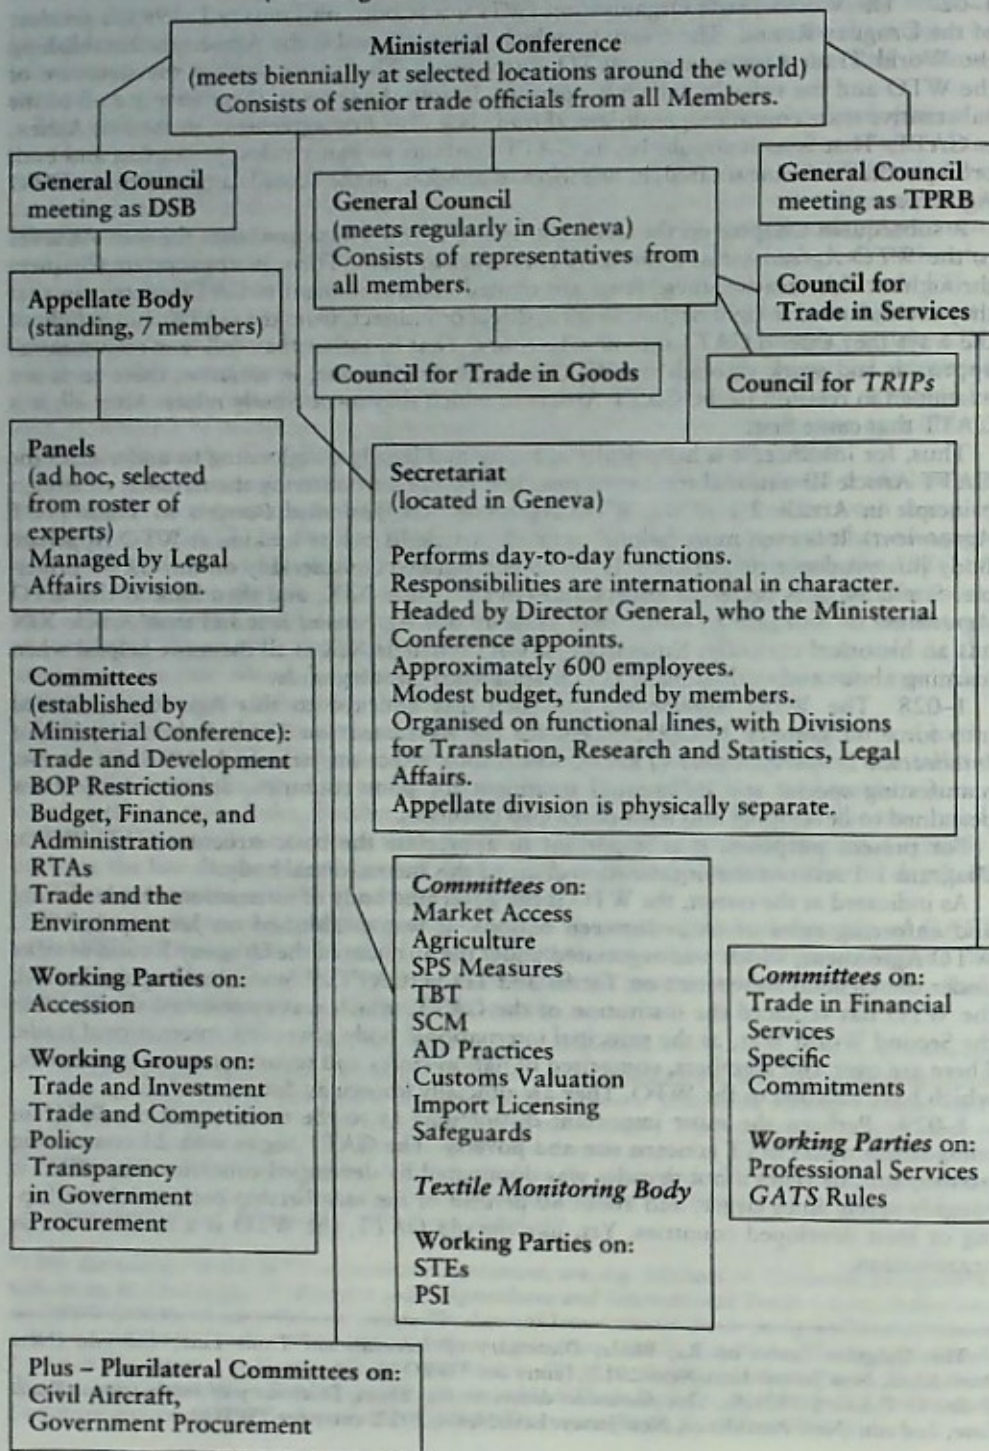 Ministerial Conference
(meets biennially at selected locations around the world)
Consists of senior trade officials from all Members.
General Council
meeting as DSB
General Council
(meets regularly in Geneva)
Consists of representatives from
all members.
General Council
meeting as TPRB
Council for
Trade in Services
Appellate Body
(standing, 7 members)
Council for Trade in Goods
Council for TRIPs
Panels
(ad hoc, selected
from roster of
experts)
Managed by Legal
Affairs Division.
Secretariat
(located in Geneva)
Performs day-to-day functions.
Responsibilities are international in character.
Headed by Director General, who the Ministerial
Conference appoints.
Approximately 600 employees.
Modest budget, funded by members.
Organised on functional lines, with Divisions
for Translation, Research and Statistics, Legal
Affairs.
Appellate division is physically separate.
Committees
(established by
Ministerial Conference):
Trade and Development
BOP Restrictions
Budget, Finance, and
Administration
RTAs
Trade and the
Environment
Working Parties on:
Accession
Working Groups on:
Trade and Investment
Trade and Competition
Policy
Transparency
in Government
Procurement
Committees on:
Market Access
Agriculture
SPS Measures
TBT
SCM
AD Practices
Customs Valuation
Import Licensing
Safeguards
Textile Monitoring Body
Working Parties on:
STEs
PSI
Committees on:
Trade in Financial
Services
Specific
Commitments
Working Parties on:
Professional Services
GATS Rules
Plus – Plurilateral Committees on:
Civil Aircraft,
Government Procurement